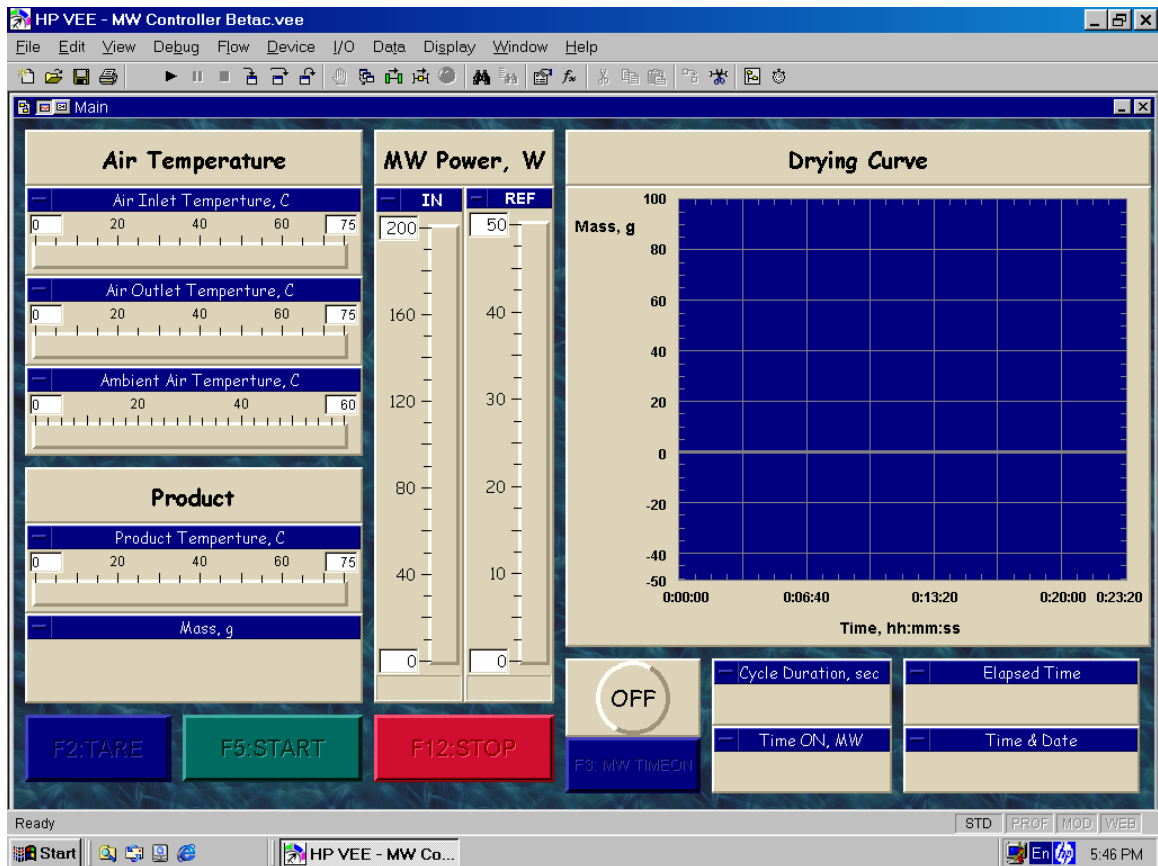 HP VEE - MW Controller Betac.vee
File Edit View Debug Flow Device I/O Data Display Window Help
Main
Air Temperature
Air Inlet Temperture, C
0 20 40 60 75
Air Outlet Temperture, C
0 20 40 60 75
Ambient Air Temperture, C
0 20 40 60
Product
Product Temperture, C
0 20 40 60 75
Mass, g
F2:TARE
F5:START
MW Power, W
IN
200
160
120
80
40
0
REF
50
40
30
20
10
0
F12:STOP
Drying Curve
Mass, g
100
80
60
40
20
0
-20
-40
-50
0:00:00 0:06:40 0:13:20 0:20:00 0:23:20
Time, hh:mm:ss
OFF
F3: MW TIMEON
Cycle Duration, sec
Elapsed Time
Time ON, MW
Time & Date
Ready
STD PROF MOD WEB
Start
HP VEE - MW Co...
En
hp
5:46 PM